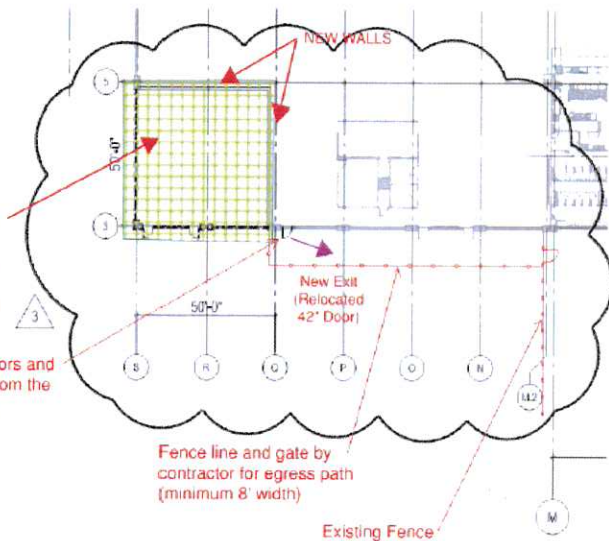 NEW WALLS
5
50'-0"
3
New Exit
(Relocated
42" Door)
50'-0"
3
S
R
Q
P
O
N
M.2
ors and
om the
Fence line and gate by
contractor for egress path
(minimum 8' width)
Existing Fence
M